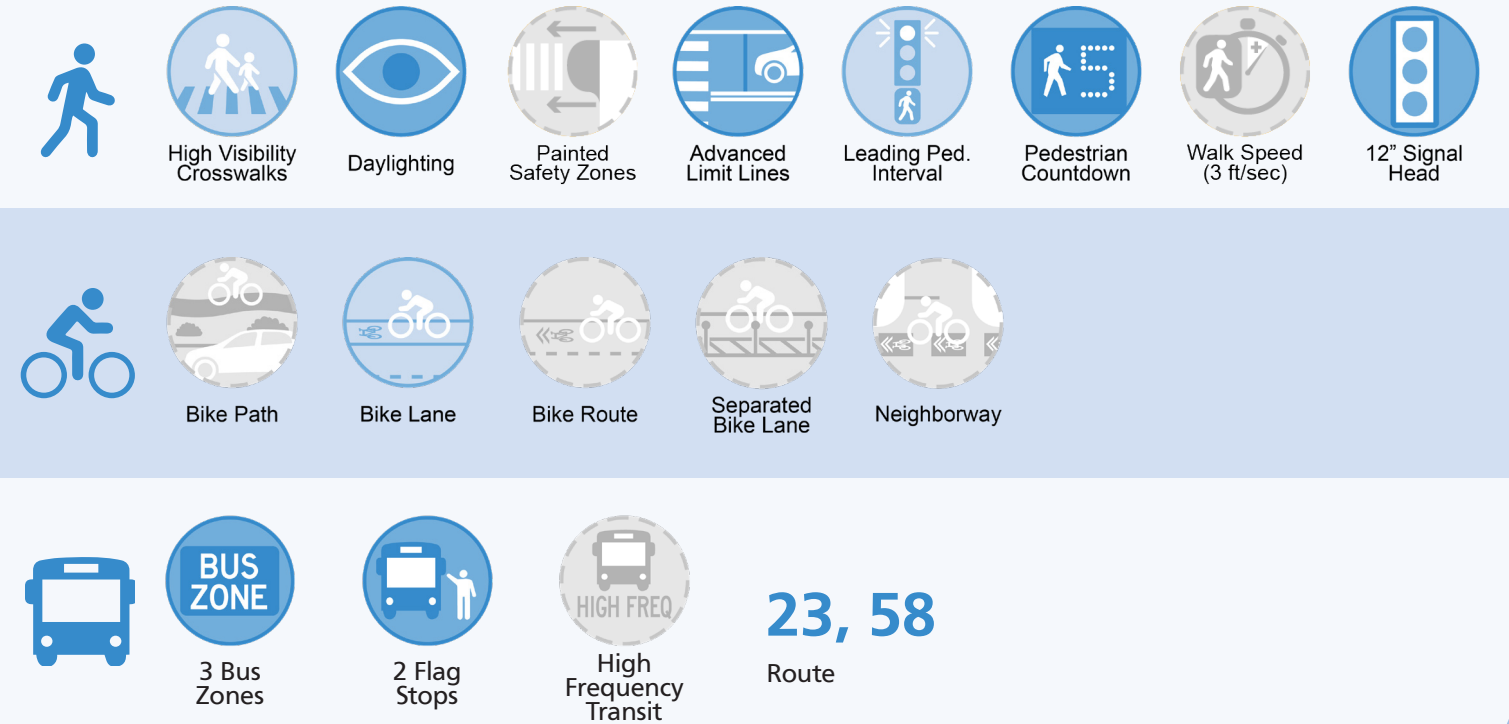 High Visibility
Crosswalks
Daylighting
Painted
Safety Zones
Advanced
Limit Lines
Leading Ped.
Interval
5
Pedestrian
Countdown
Walk Speed
(3 ft/sec)
12” Signal
Head
Bike Path
Bike Lane
Bike Route
Separated
Bike Lane
Neighborway
BUS
ZONE
3 Bus
Zones
2 Flag
Stops
HIGH FREQ
High
Frequency
Transit
23, 58
Route